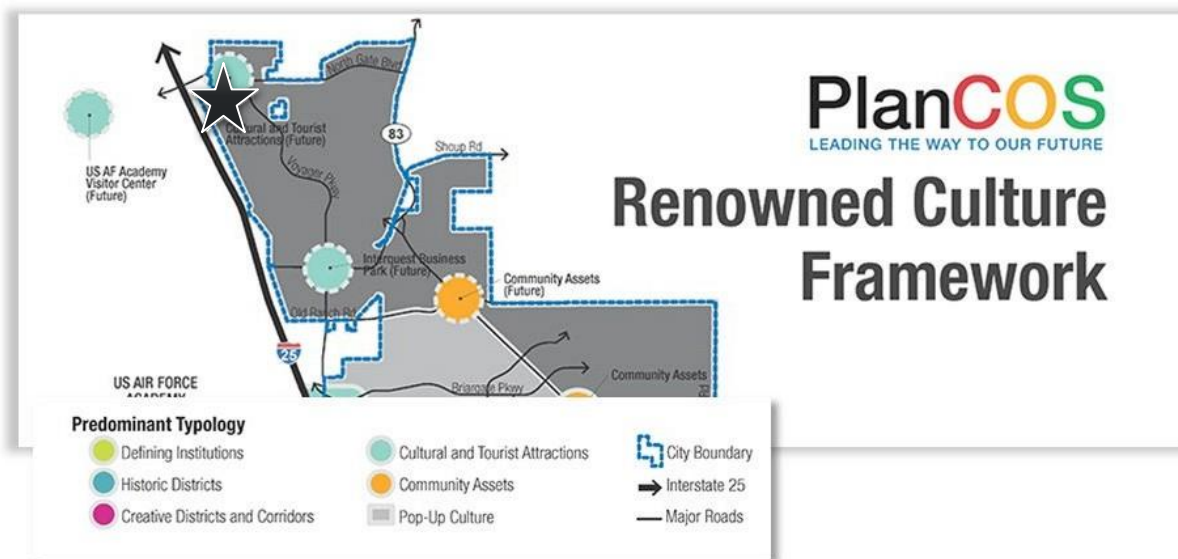 North Gate Blvd
83
Cultural and Tourist
Attractions (Future)
Shoup Rd
US AF Academy
Visitor Center
(Future)
Voyager Pkwy
Interquest Business
Park (Future)
Community Assets
(Future)
Old Ranch Rd
25
Community Assets
US AIR FORCE
ACADEMY
Briargate Pkwy
Rd
PlanCOS
LEADING THE WAY TO OUR FUTURE
Renowned Culture
Framework
Predominant Typology
Defining Institutions
Historic Districts
Creative Districts and Corridors
Cultural and Tourist Attractions
Community Assets
Pop-Up Culture
City Boundary
Interstate 25
Major Roads